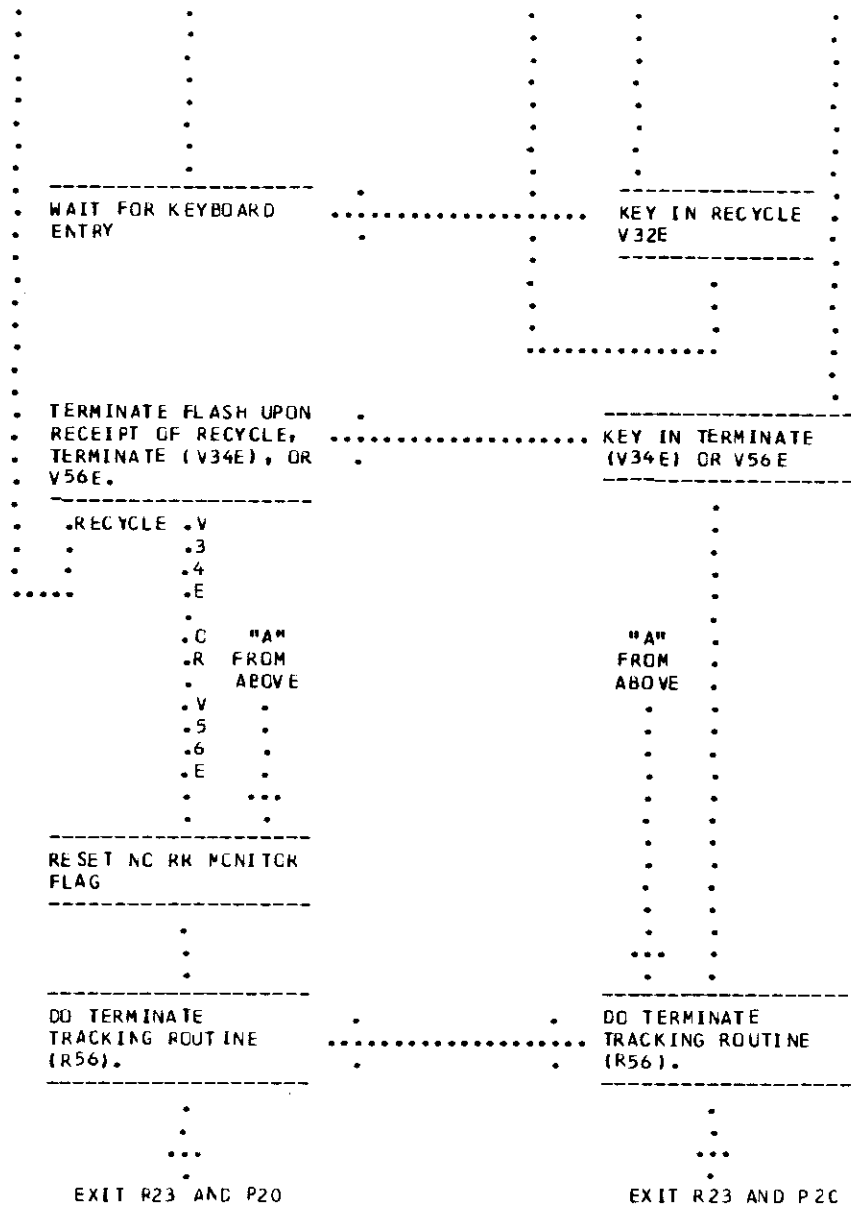 WAIT FOR KEYBOARD
ENTRY
KEY IN RECYCLE
V32E
TERMINATE FLASH UPON
RECEIPT OF RECYCLE,
TERMINATE (V34E), OR
V56E.
KEY IN TERMINATE
(V34E) OR V56E
RECYCLE
V
3
4
E
O
R
V
5
6
E
"A"
FROM
ABOVE
"A"
FROM
ABOVE
RESET NO RR MONITOR
FLAG
DO TERMINATE
TRACKING ROUTINE
(R56).
DO TERMINATE
TRACKING ROUTINE
(R56).
EXIT R23 AND P20
EXIT R23 AND P20